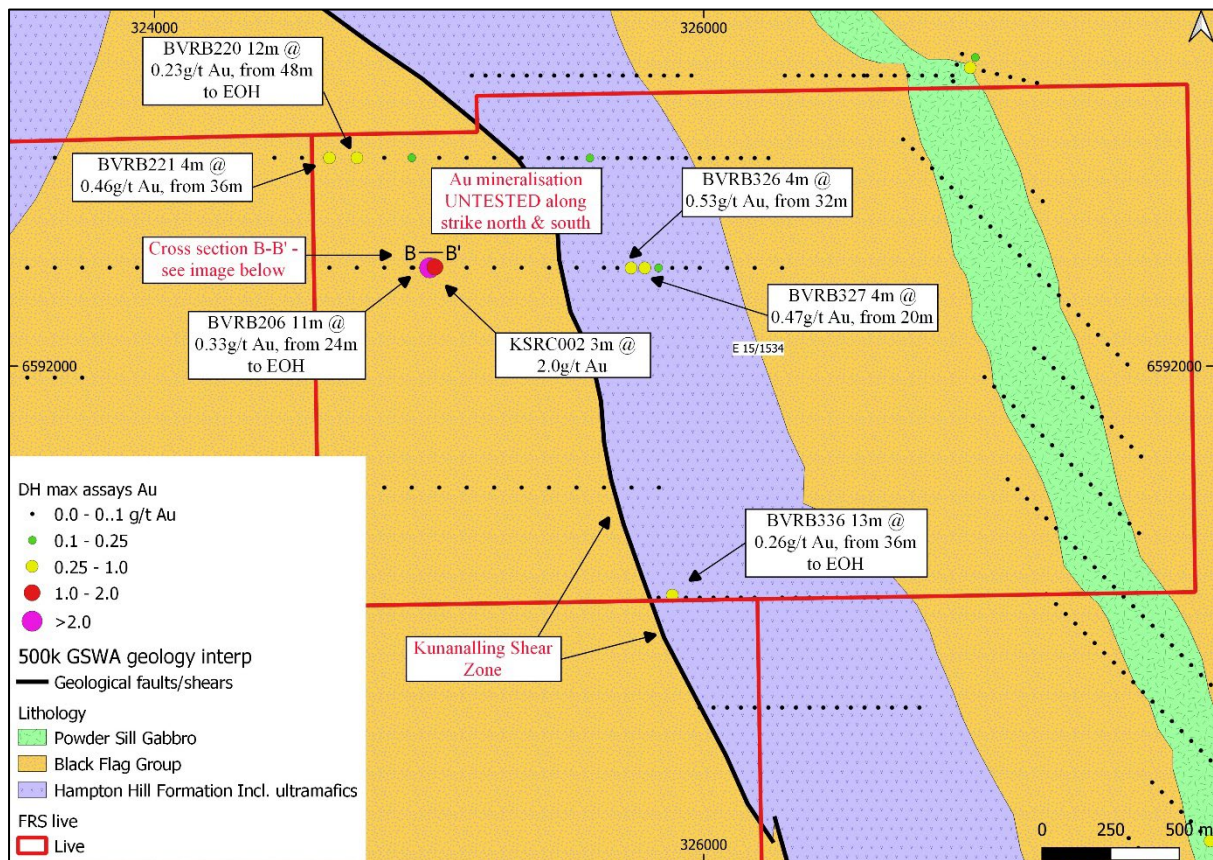 324000
326000
BVRB220 12m @
0.23g/t Au, from 48m
to EOH
BVRB221 4m @
0.46g/t Au, from 36m
Au mineralisation
UNTESTED along
strike north & south
BVRB326 4m @
0.53g/t Au, from 32m
Cross section B-B' -
see image below
B B'
BVRB327 4m @
0.47g/t Au, from 20m
BVRB206 11m @
0.33g/t Au, from 24m
to EOH
KSRC002 3m @
2.0g/t Au
E 15/1534
6592000
6592000
DH max assays Au
0.0 - 0..1 g/t Au
0.1 - 0.25
0.25 - 1.0
1.0 - 2.0
>2.0
500k GSWA geology interp
Geological faults/shears
Lithology
Powder Sill Gabbro
Black Flag Group
Hampton Hill Formation Incl. ultramafics
FRS live
Live
BVRB336 13m @
0.26g/t Au, from 36m
to EOH
Kunanalling Shear
Zone
326000
0 250 500 m